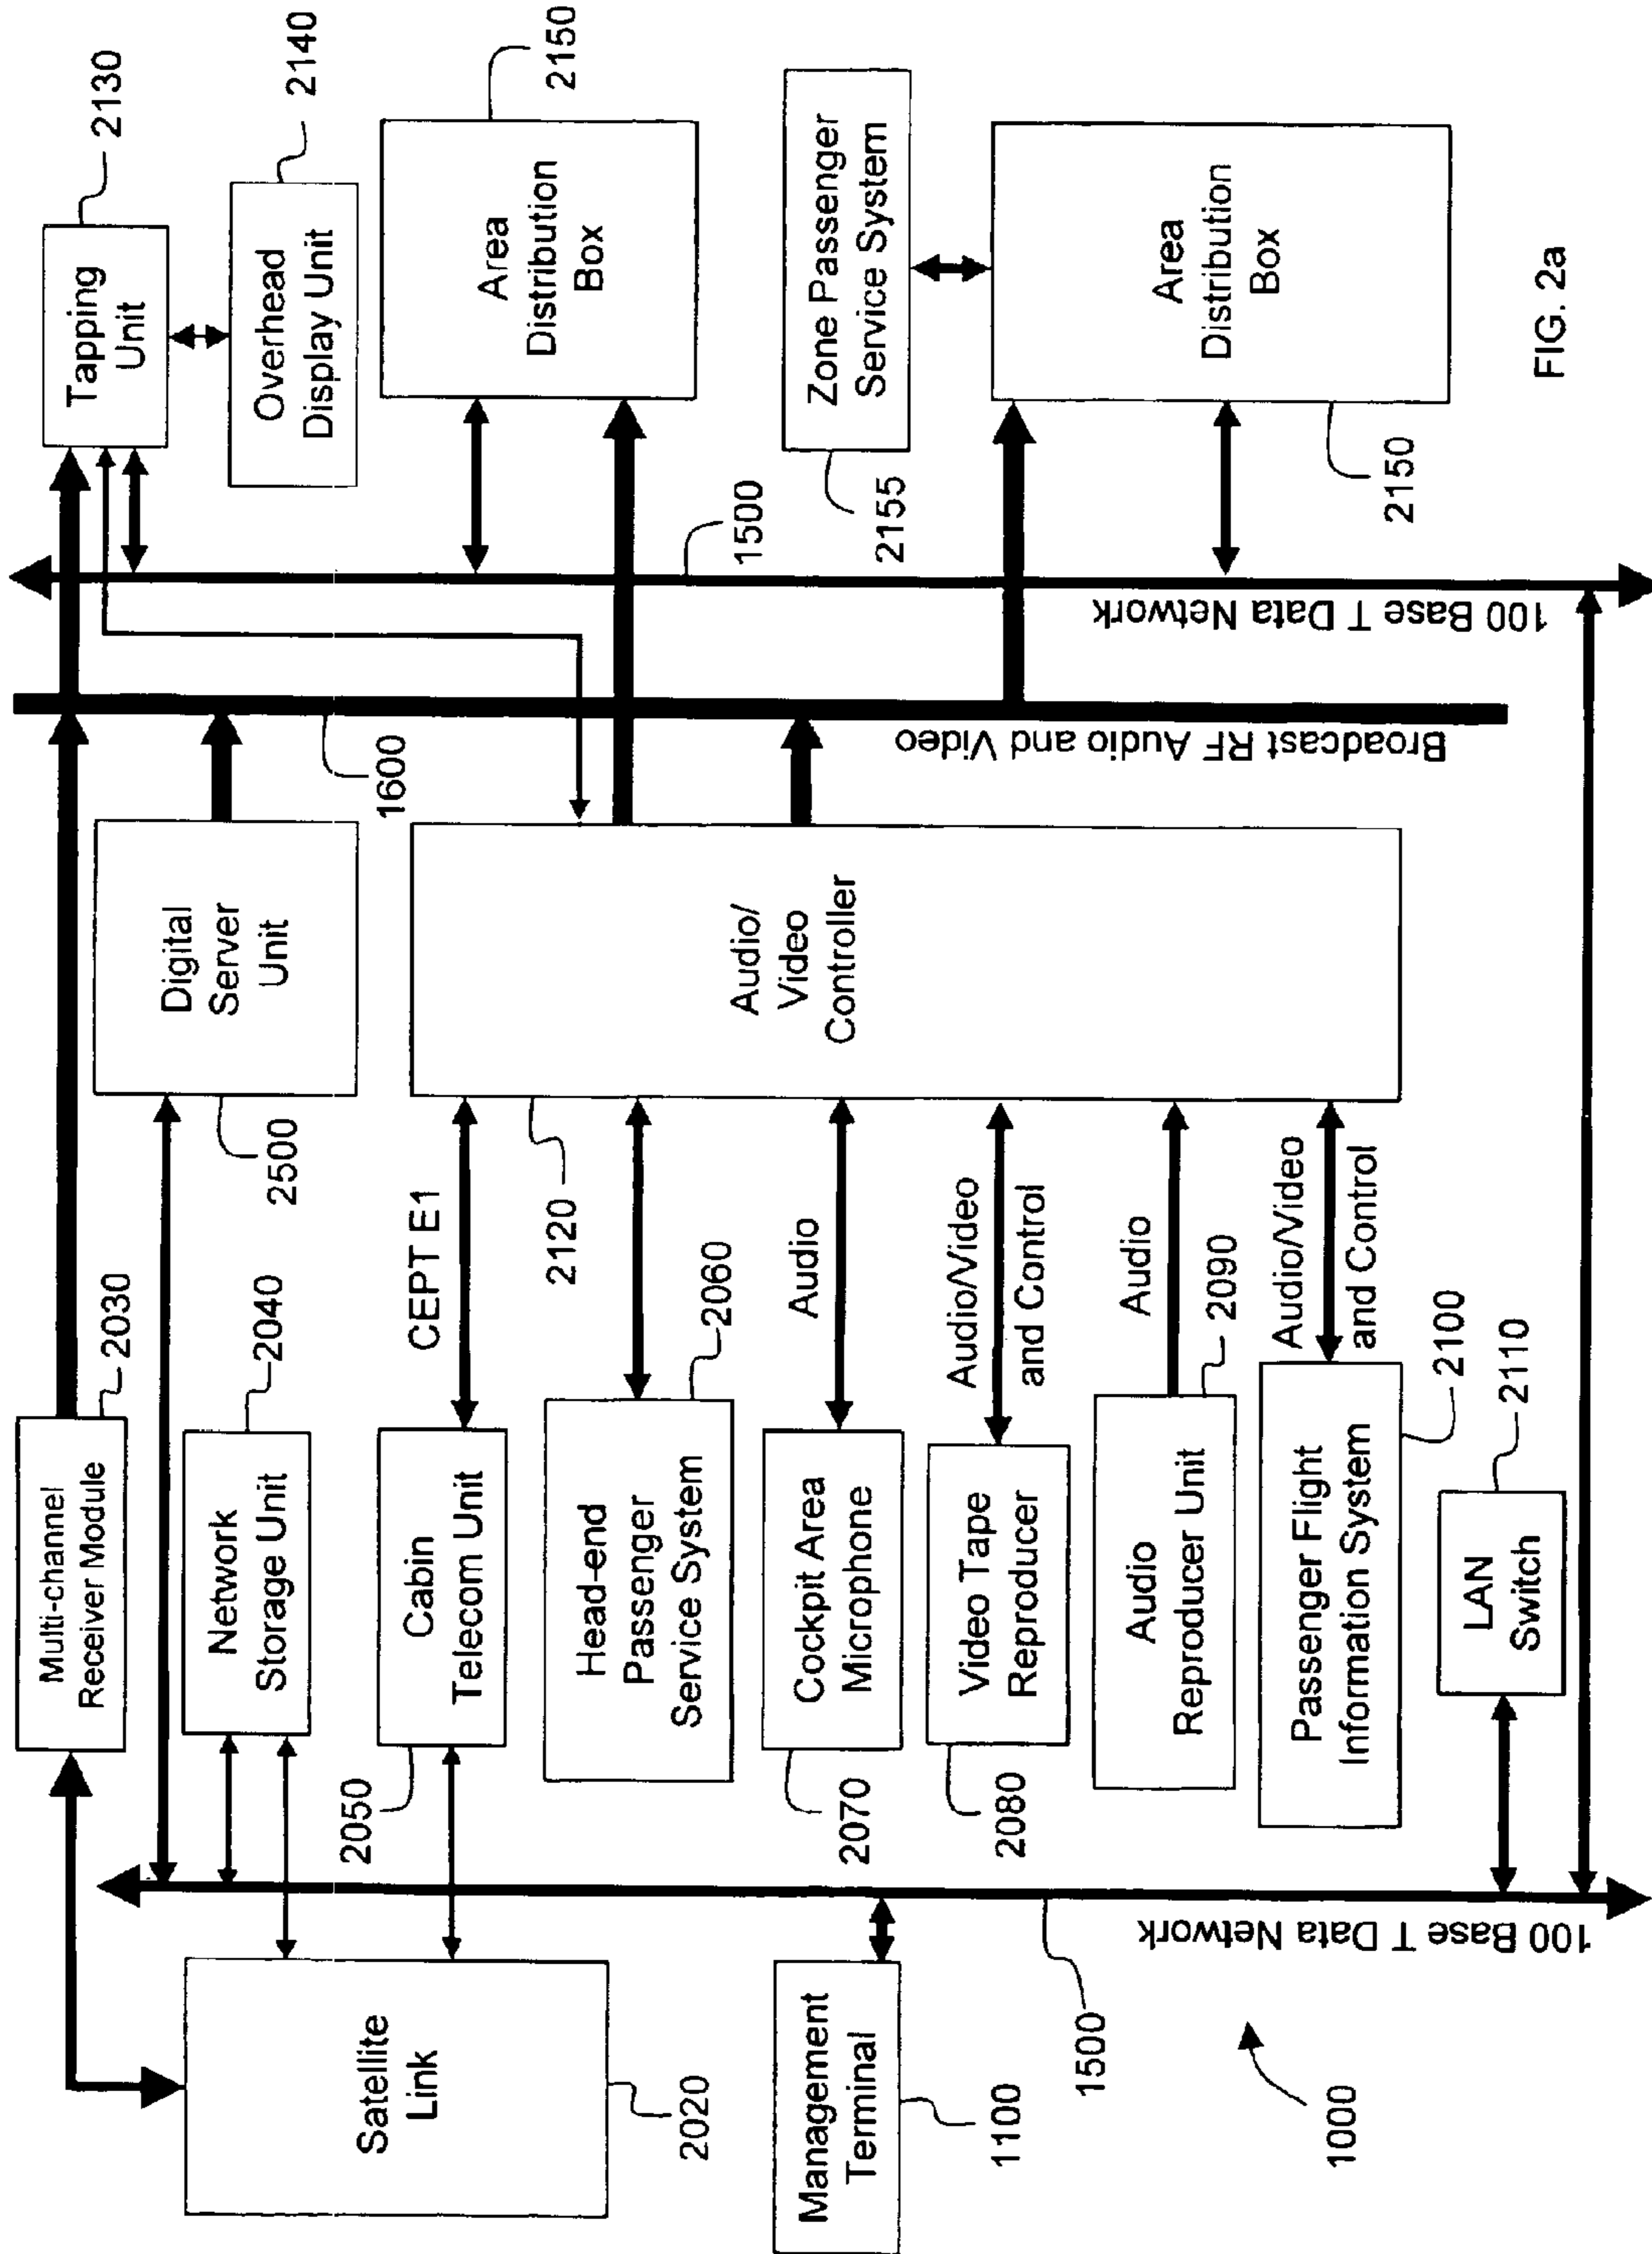 Multi-channel
Receiver Module
2030
Network
Storage Unit
2040
Satellite
Link
2020
Cabin
Telecom Unit
2050
CEPT E1
Head-end
Passenger
Service System
2060
Cockpit Area
Microphone
2070
Audio
Video Tape
Reproducer
2080
Audio/Video
and Control
Audio
Reproducer Unit
2090
Audio
Passenger Flight
Information System
2100
Audio/Video
and Control
LAN
Switch
2110
Management
Terminal
1100
1500
100 Base T Data Network
1000
Digital
Server
Unit
2500
Audio/
Video
Controller
2120
1600
Broadcast RF Audio and Video
Tapping
Unit
2130
Overhead
Display Unit
2140
Area
Distribution
Box
2150
1500
100 Base T Data Network
Zone Passenger
Service System
2155
Area
Distribution
Box
2150
FIG. 2a